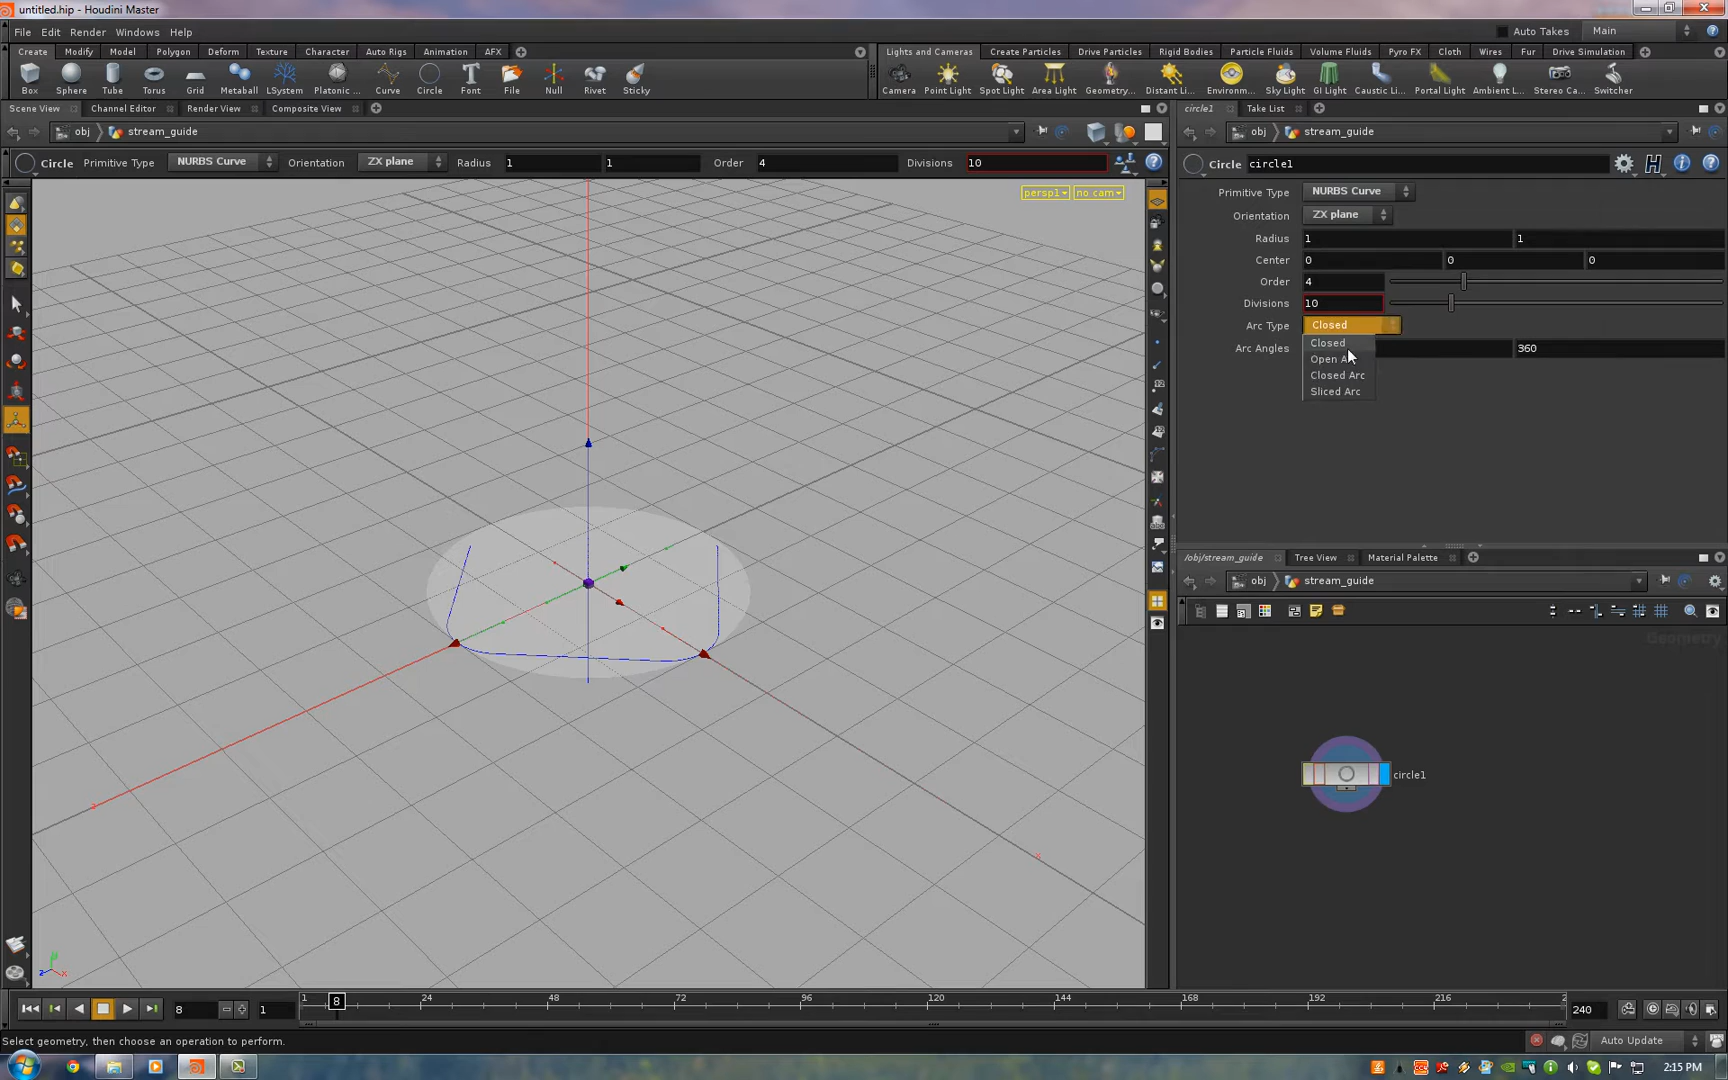 untitled.hip - Houdini Master
File Edit Render Windows Help
Auto Takes Main
Create Modify Model Polygon Deform Texture Character Auto Rigs Animation AFX
Lights and Cameras Create Particles Drive Particles Rigid Bodies Particle Fluids Volume Fluids Pyro FX Cloth Wires Fur Drive Simulation
Box Sphere Tube Torus Grid Metaball LSystem Platonic ... Curve Circle Font File Null Rivet Sticky
Camera Point Light Spot Light Area Light Geometry... Distant Li... Environm... Sky Light GI Light Caustic Li... Portal Light Ambient L... Stereo Ca... Switcher
Scene View Channel Editor Render View Composite View
circle1 Take List
obj stream_guide
obj stream_guide
Circle Primitive Type NURBS Curve Orientation ZX plane Radius 1 1 Order 4 Divisions 10
Circle circle1
persp1 no cam
Primitive Type NURBS Curve
Orientation ZX plane
Radius 1 1
Center 0 0 0
Order 4
Divisions 10
Arc Type Closed
Closed
Arc Angles 360
Open A
Closed Arc
Sliced Arc
/obj/stream_guide Tree View Material Palette
obj stream_guide
Geometry
circle1
z
x
y
z x
8 1
1 8 24 48 72 96 120 144 168 192 216 2
240
Select geometry, then choose an operation to perform.
Auto Update
2:15 PM